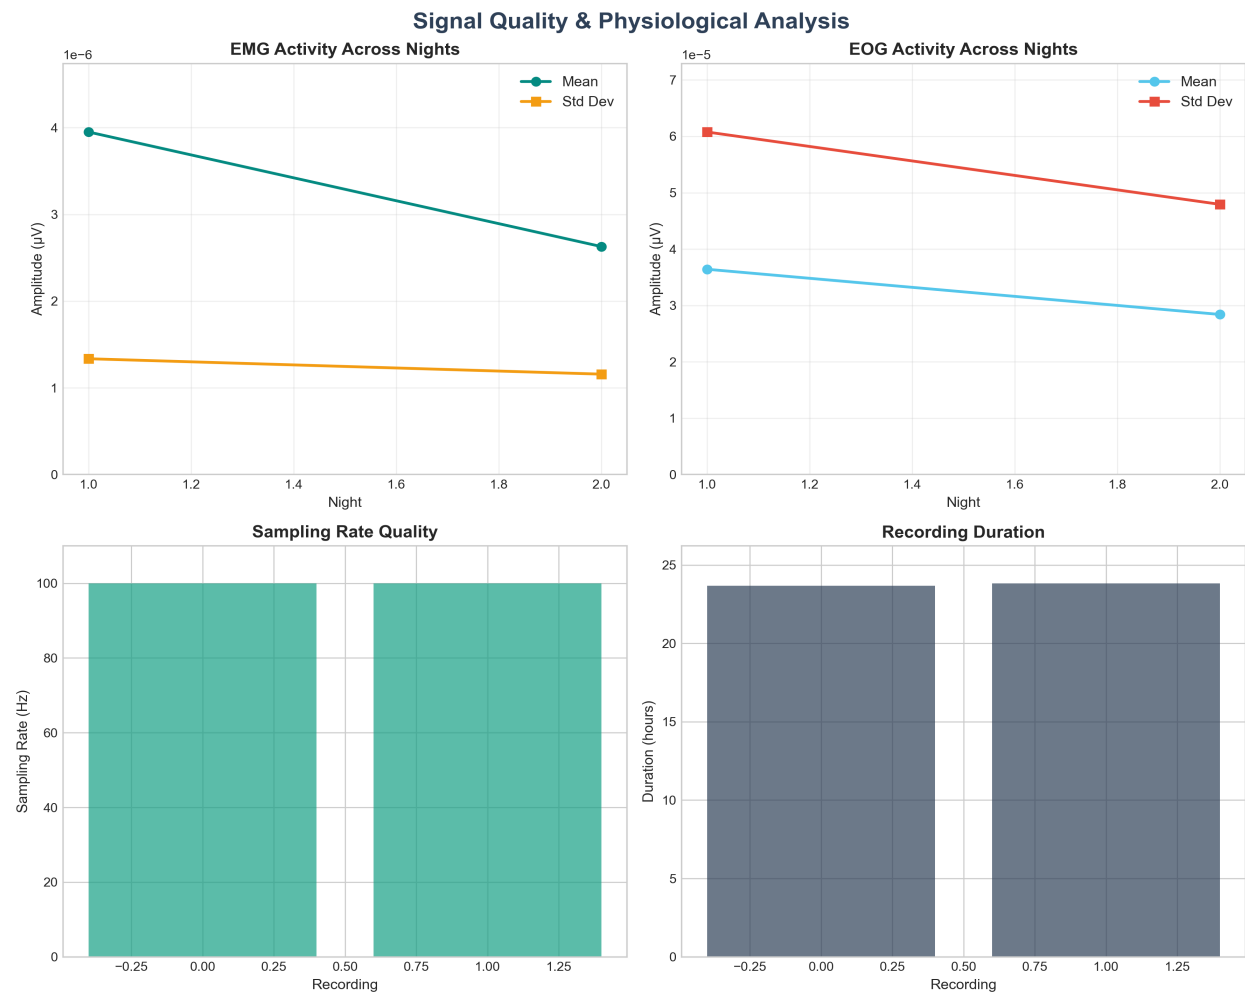 Signal Quality & Physiological Analysis
EMG Activity Across Nights
1e−6
Mean
Std Dev
4
3
2
1
0
Amplitude (μV)
1.0 1.2 1.4 1.6 1.8 2.0
Night
EOG Activity Across Nights
1e−5
Mean
Std Dev
7
6
5
4
3
2
1
0
Amplitude (μV)
1.0 1.2 1.4 1.6 1.8 2.0
Night
Sampling Rate Quality
100
80
60
40
20
0
Sampling Rate (Hz)
−0.25 0.00 0.25 0.50 0.75 1.00 1.25
Recording
Recording Duration
25
20
15
10
5
0
Duration (hours)
−0.25 0.00 0.25 0.50 0.75 1.00 1.25
Recording